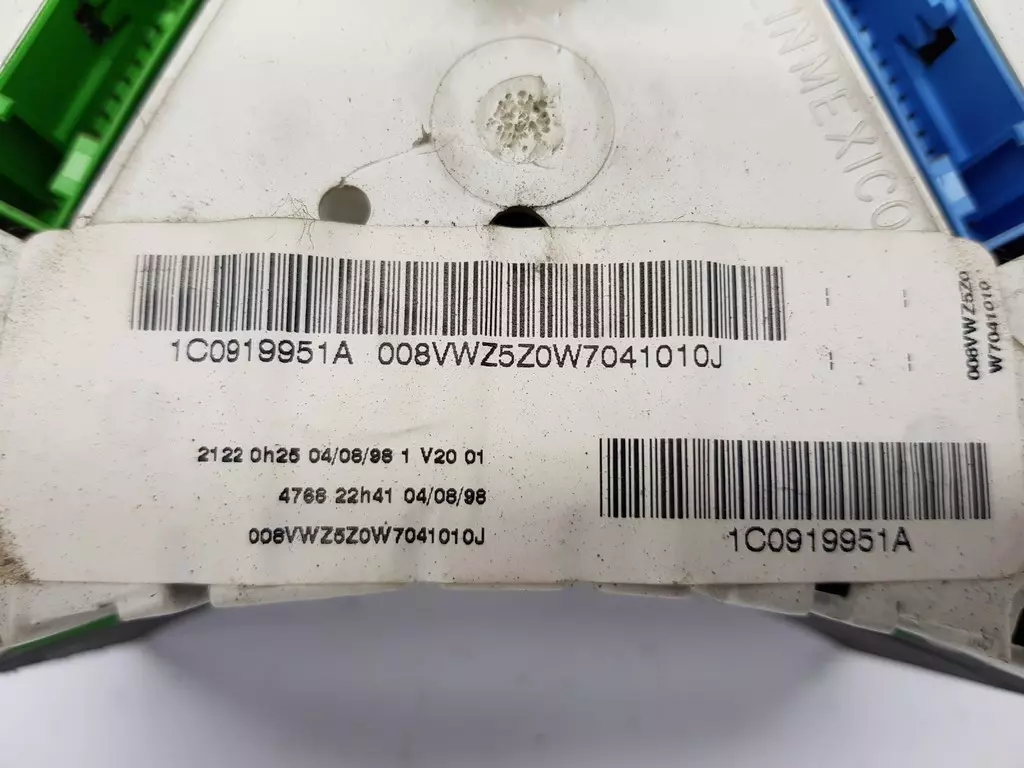 INMEXICO
1C0919951A 008VWZ5Z0W7041010J
008VWZ5Z0
W7041010
2122 0h25 04/08/98 1 V20 01
4768 22h41 04/08/98
008VWZ5Z0W7041010J
1C0919951A